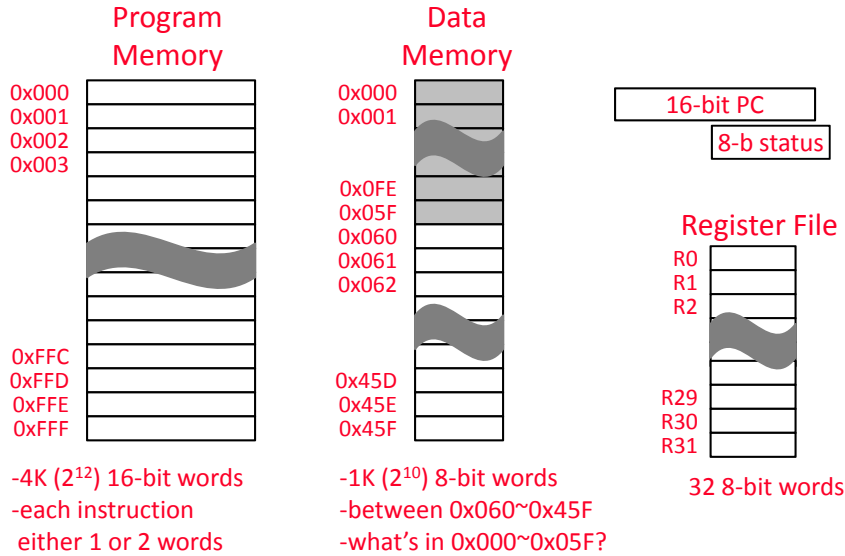 Program
Memory
0x000
0x001
0x002
0x003
0xFFC
0xFFD
0xFFE
0xFFF
-4K (2¹²) 16-bit words
-each instruction
either 1 or 2 words
Data
Memory
0x000
0x001
0x0FE
0x05F
0x060
0x061
0x062
0x45D
0x45E
0x45F
-1K (2¹⁰) 8-bit words
-between 0x060~0x45F
-what's in 0x000~0x05F?
16-bit PC
8-b status
Register File
R0
R1
R2
R29
R30
R31
32 8-bit words